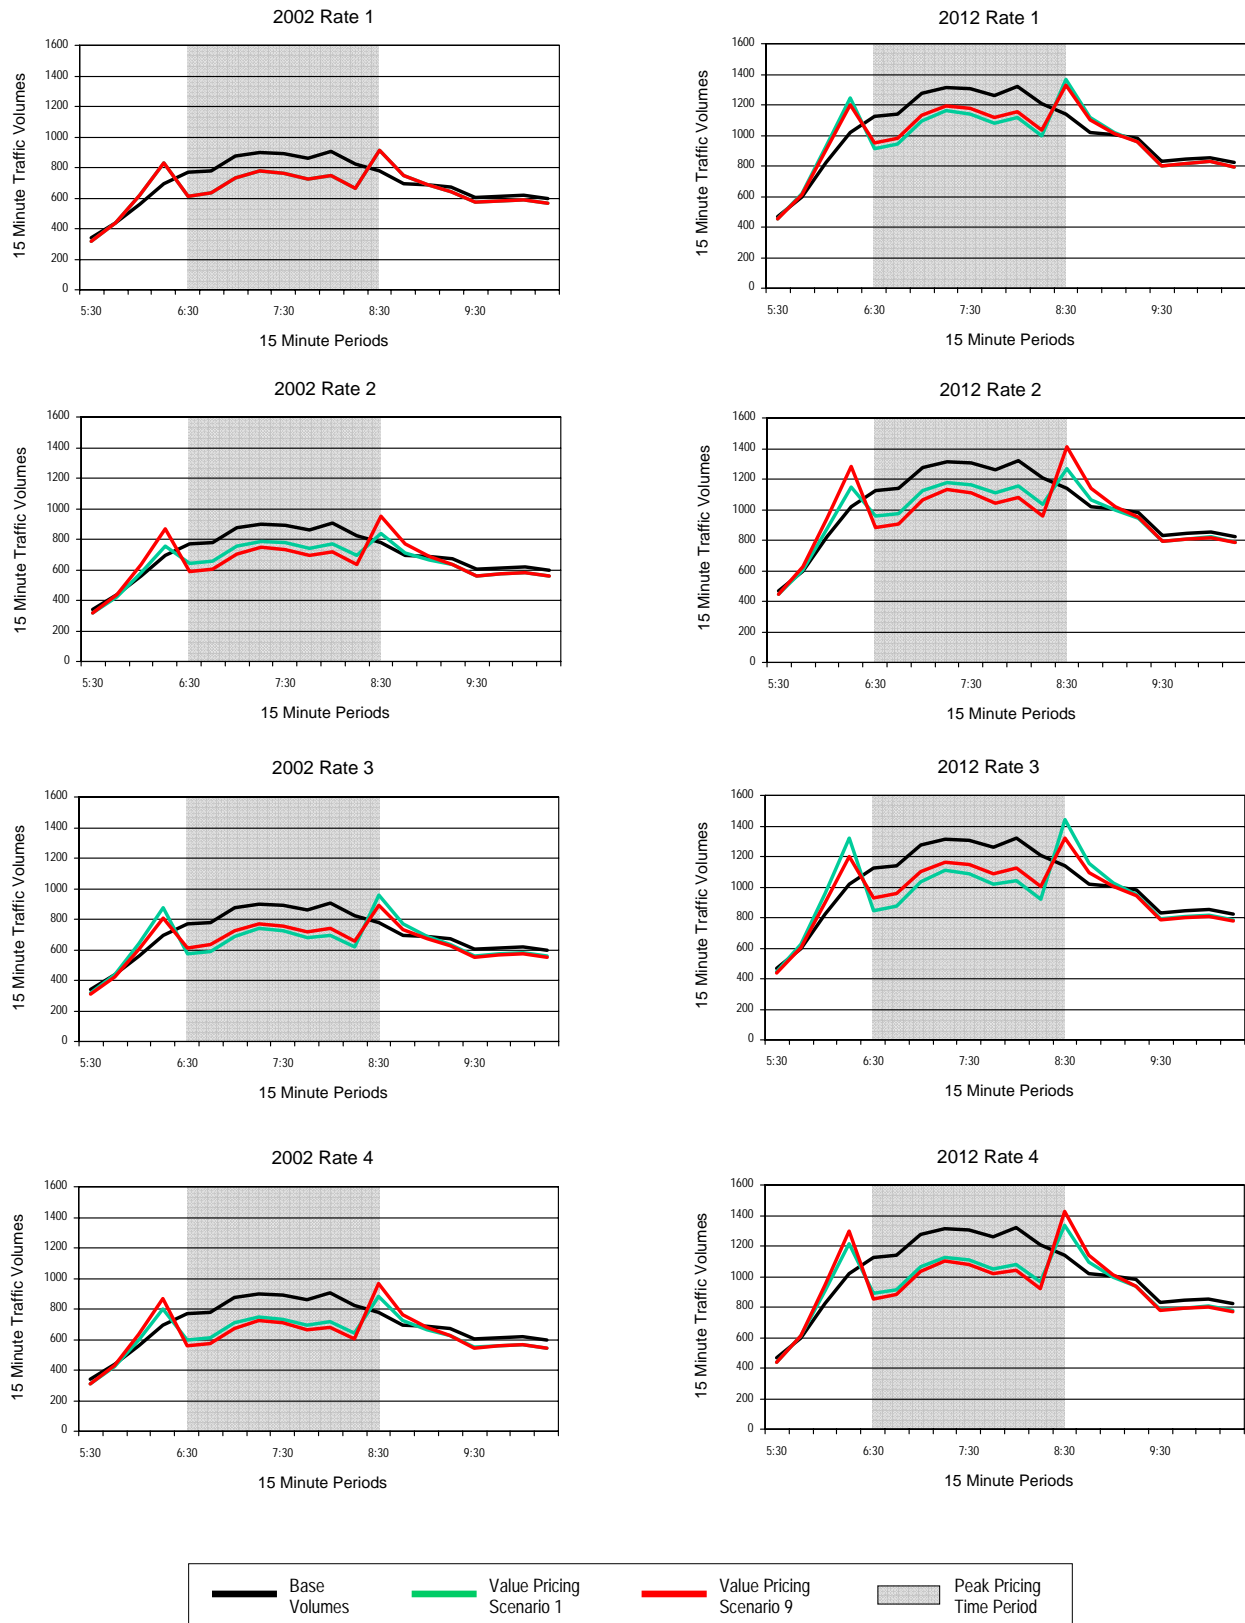 2002 Rate 1
15 Minute Traffic Volumes
1600
1400
1200
1000
800
600
400
200
0
5:30 6:30 7:30 8:30 9:30
15 Minute Periods
2012 Rate 1
15 Minute Traffic Volumes
1600
1400
1200
1000
800
600
400
200
0
5:30 6:30 7:30 8:30 9:30
15 Minute Periods
2002 Rate 2
15 Minute Traffic Volumes
1600
1400
1200
1000
800
600
400
200
0
5:30 6:30 7:30 8:30 9:30
15 Minute Periods
2012 Rate 2
15 Minute Traffic Volumes
1600
1400
1200
1000
800
600
400
200
0
5:30 6:30 7:30 8:30 9:30
15 Minute Periods
2002 Rate 3
15 Minute Traffic Volumes
1600
1400
1200
1000
800
600
400
200
0
5:30 6:30 7:30 8:30 9:30
15 Minute Periods
2012 Rate 3
15 Minute Traffic Volumes
1600
1400
1200
1000
800
600
400
200
0
5:30 6:30 7:30 8:30 9:30
15 Minute Periods
2002 Rate 4
15 Minute Traffic Volumes
1600
1400
1200
1000
800
600
400
200
0
5:30 6:30 7:30 8:30 9:30
15 Minute Periods
2012 Rate 4
15 Minute Traffic Volumes
1600
1400
1200
1000
800
600
400
200
0
5:30 6:30 7:30 8:30 9:30
15 Minute Periods
Base
Volumes
Value Pricing
Scenario 1
Value Pricing
Scenario 9
Peak Pricing
Time Period